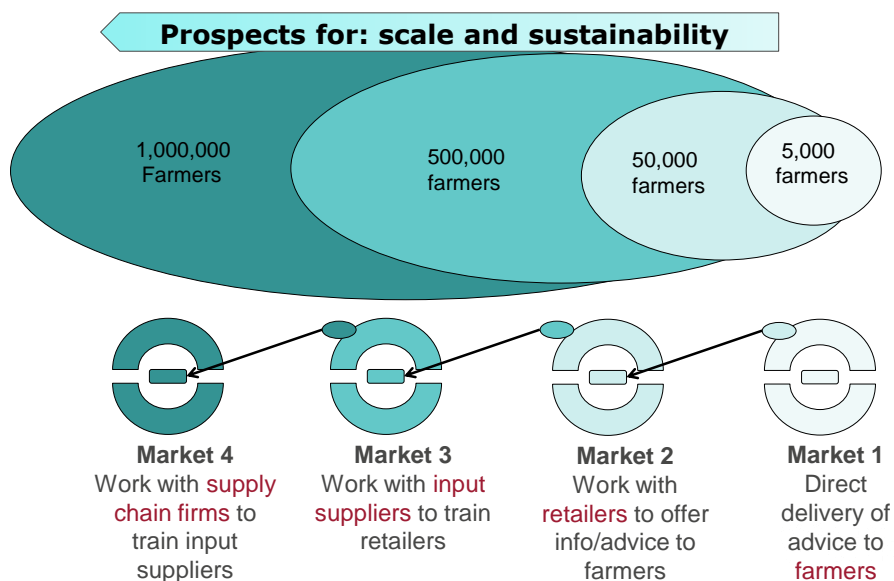 Prospects for: scale and sustainability
1,000,000
Farmers
500,000
farmers
50,000
farmers
5,000
farmers
Market 4
Work with supply
chain firms to
train input
suppliers
Market 3
Work with input
suppliers to train
retailers
Market 2
Work with
retailers to offer
info/advice to
farmers
Market 1
Direct
delivery of
advice to
farmers